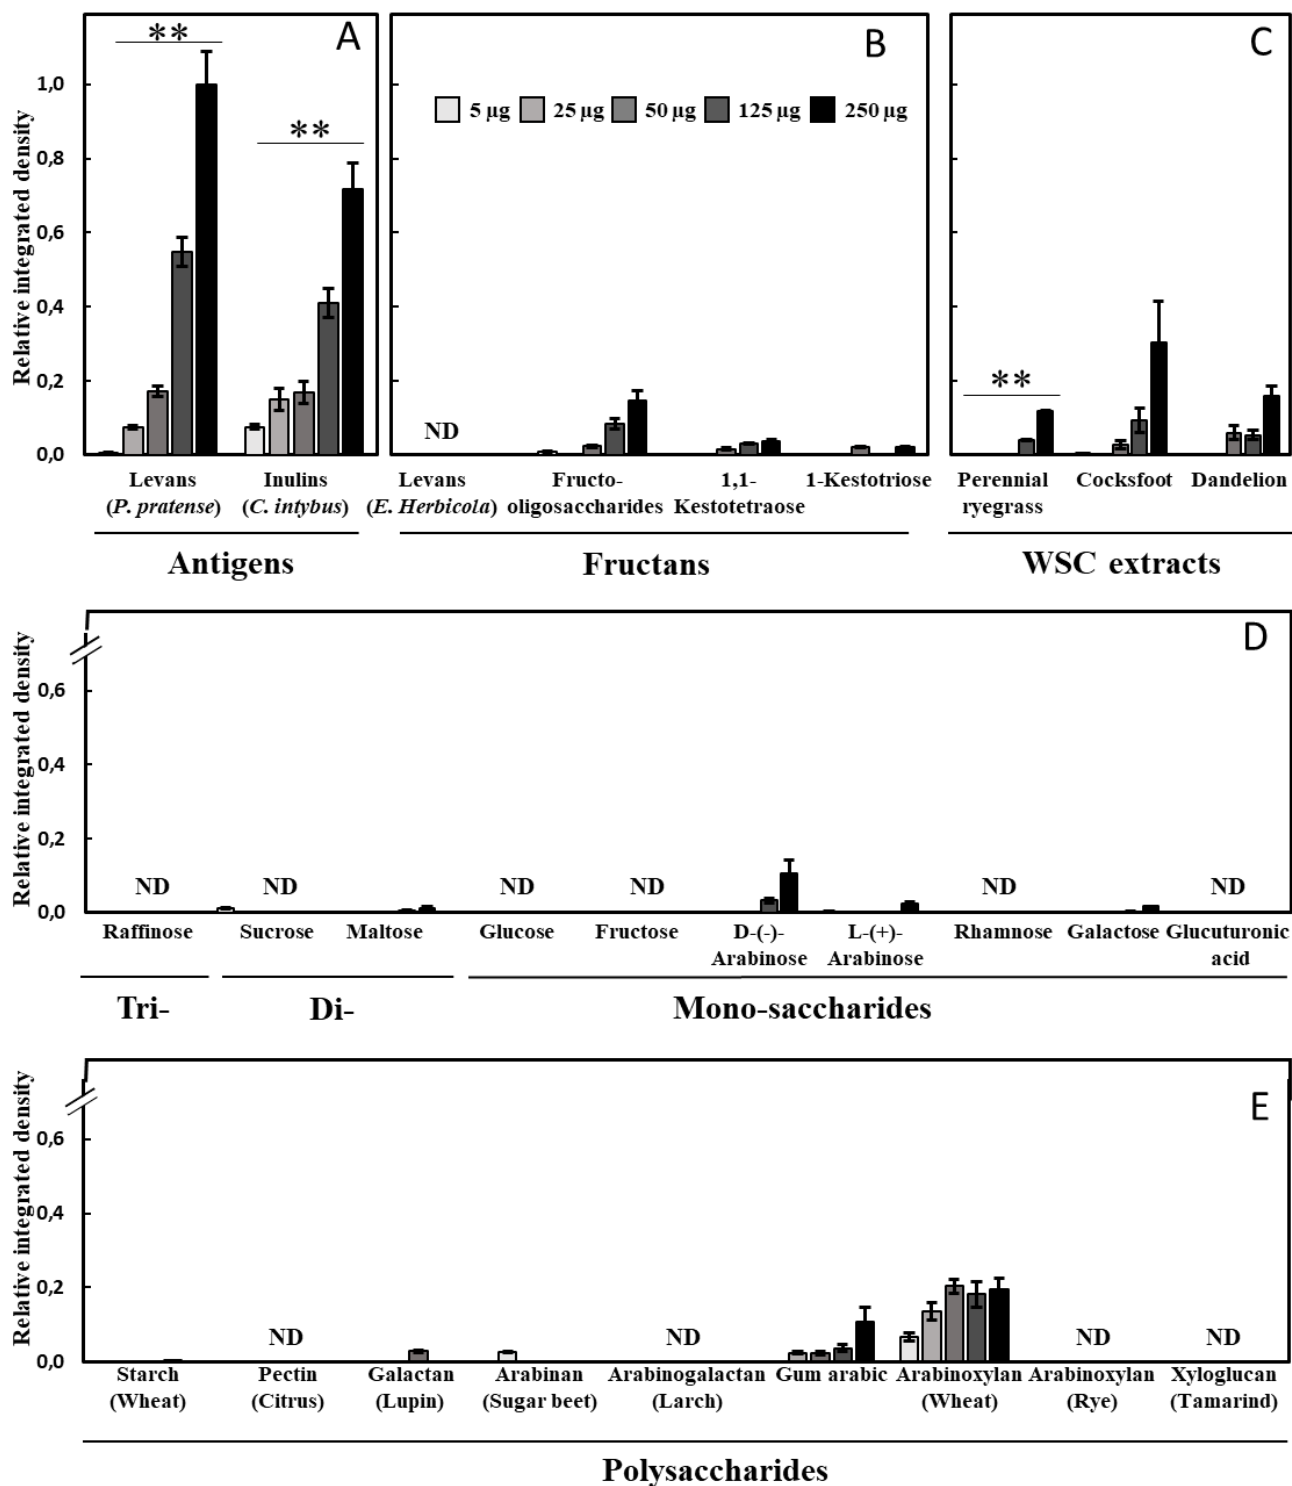 A
B
C
**
**
**
Relative integrated density
1,0
0,8
0,6
0,4
0,2
0,0
5 µg
25 µg
50 µg
125 µg
250 µg
ND
Levans
(P. pratense)
Inulins
(C. intybus)
Levans
(E. Herbicola)
Fructo-
oligosaccharides
1,1-
Kestotetraose
1-Kestotriose
Perennial
ryegrass
Cocksfoot
Dandelion
Antigens
Fructans
WSC extracts
D
Relative integrated density
0,6
0,4
0,2
0,0
ND
ND
ND
ND
ND
ND
Raffinose
Sucrose
Maltose
Glucose
Fructose
D-(-)-
Arabinose
L-(+)-
Arabinose
Rhamnose
Galactose
Glucuturonic
acid
Tri-
Di-
Mono-saccharides
E
Relative integrated density
0,6
0,4
0,2
0,0
ND
ND
ND
ND
Starch
(Wheat)
Pectin
(Citrus)
Galactan
(Lupin)
Arabinan
(Sugar beet)
Arabinogalactan
(Larch)
Gum arabic
Arabinoxylan
(Wheat)
Arabinoxylan
(Rye)
Xyloglucan
(Tamarind)
Polysaccharides